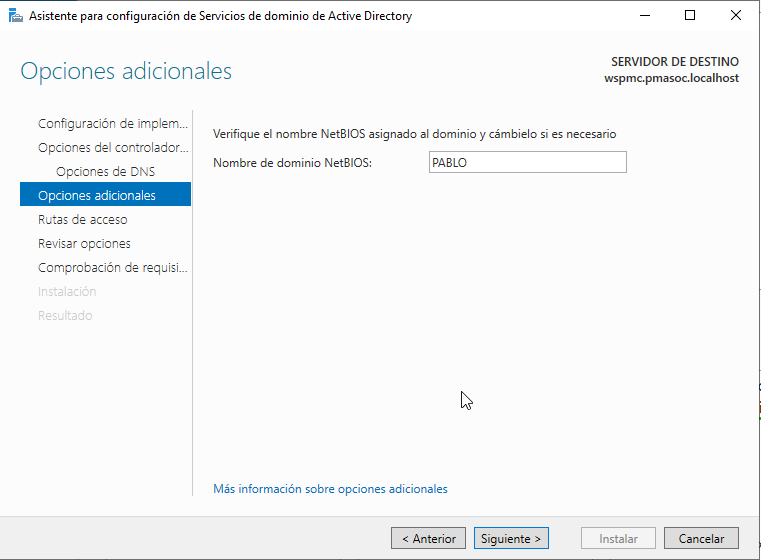 Asistente para configuración de Servicios de dominio de Active Directory
Opciones adicionales
SERVIDOR DE DESTINO
wspmc.pmasoc.localhost
Configuración de implem...
Opciones del controlador...
Opciones de DNS
Opciones adicionales
Rutas de acceso
Revisar opciones
Comprobación de requisi...
Instalación
Resultado
Verifique el nombre NetBIOS asignado al dominio y cámbielo si es necesario
Nombre de dominio NetBIOS: PABLO
Más información sobre opciones adicionales
< Anterior Siguiente > Instalar Cancelar